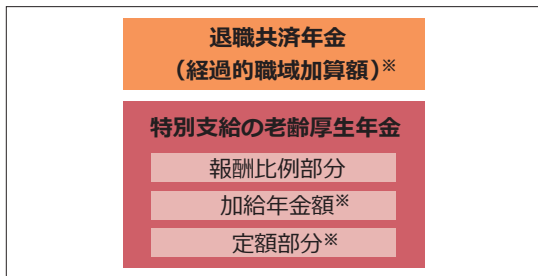 退職共済年金
（経過的職域加算額）※
特別支給の老齢厚生年金
報酬比例部分
加給年金額※
定額部分※